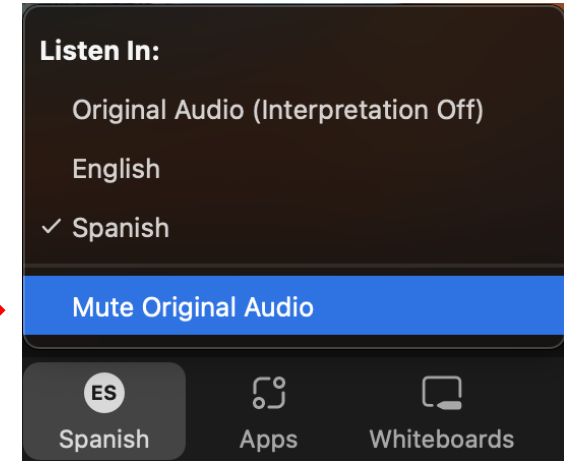 Listen In:
Original Audio (Interpretation Off)
English
✓ Spanish
Mute Original Audio
ES
Spanish Apps Whiteboards